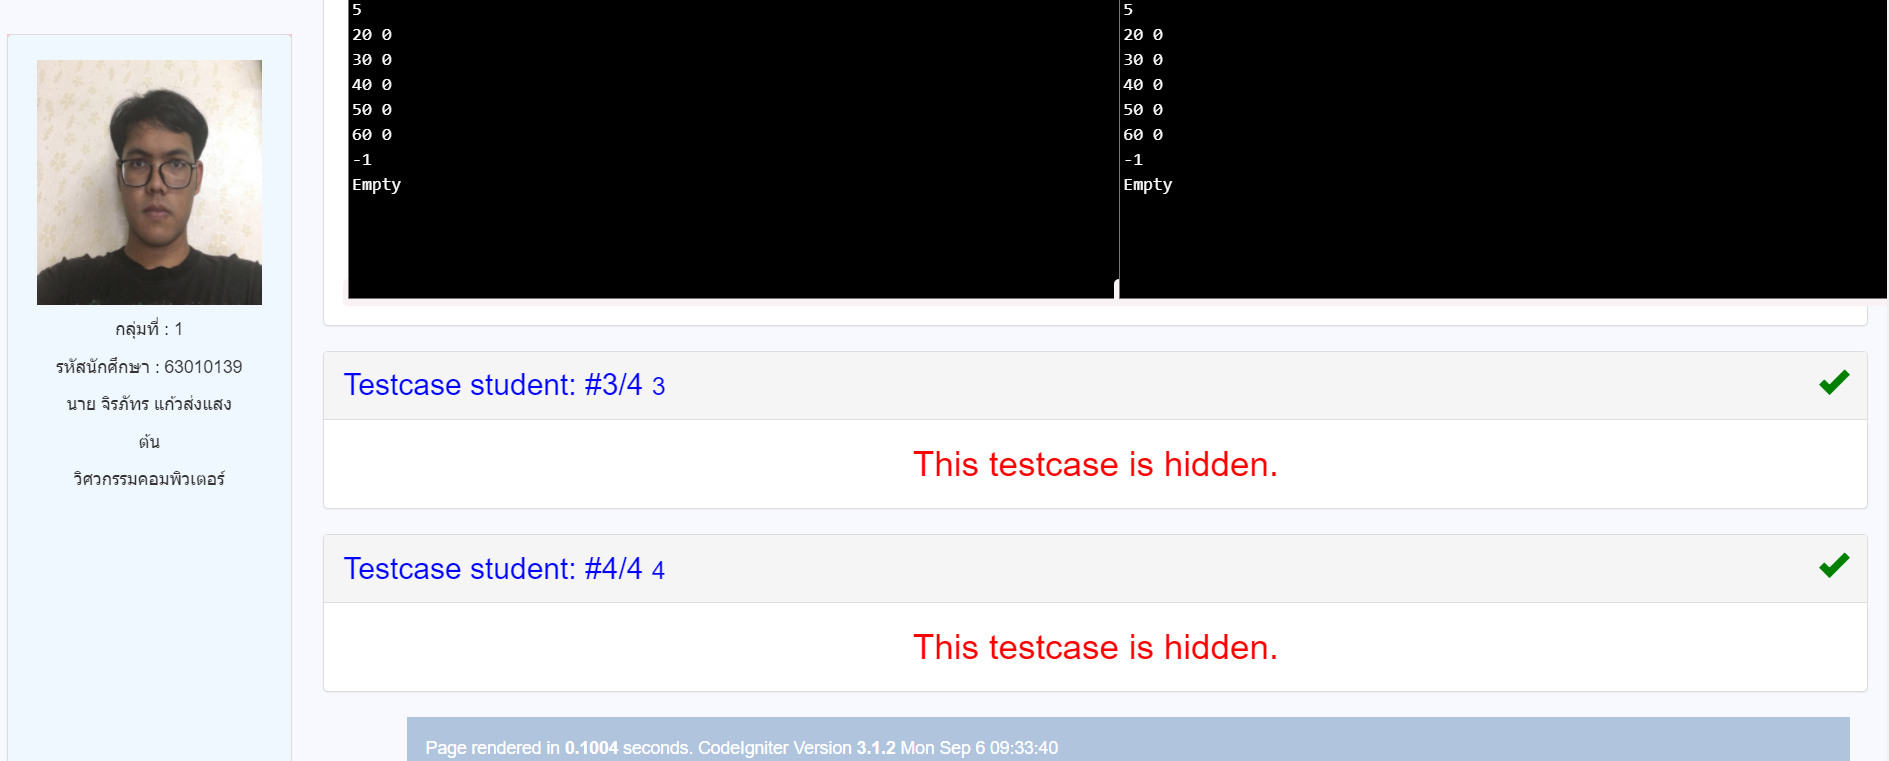 กลุ่มที่ : 1
รหัสนักศึกษา : 63010139
นาย จิรภัทร แก้วส่งแสง
ต้น
วิศวกรรมคอมพิวเตอร์
5
20 0
30 0
40 0
50 0
60 0
-1
Empty
5
20 0
30 0
40 0
50 0
60 0
-1
Empty
Testcase student: #3/4 3
This testcase is hidden.
Testcase student: #4/4 4
This testcase is hidden.
Page rendered in 0.1004 seconds. CodeIgniter Version 3.1.2 Mon Sep 6 09:33:40